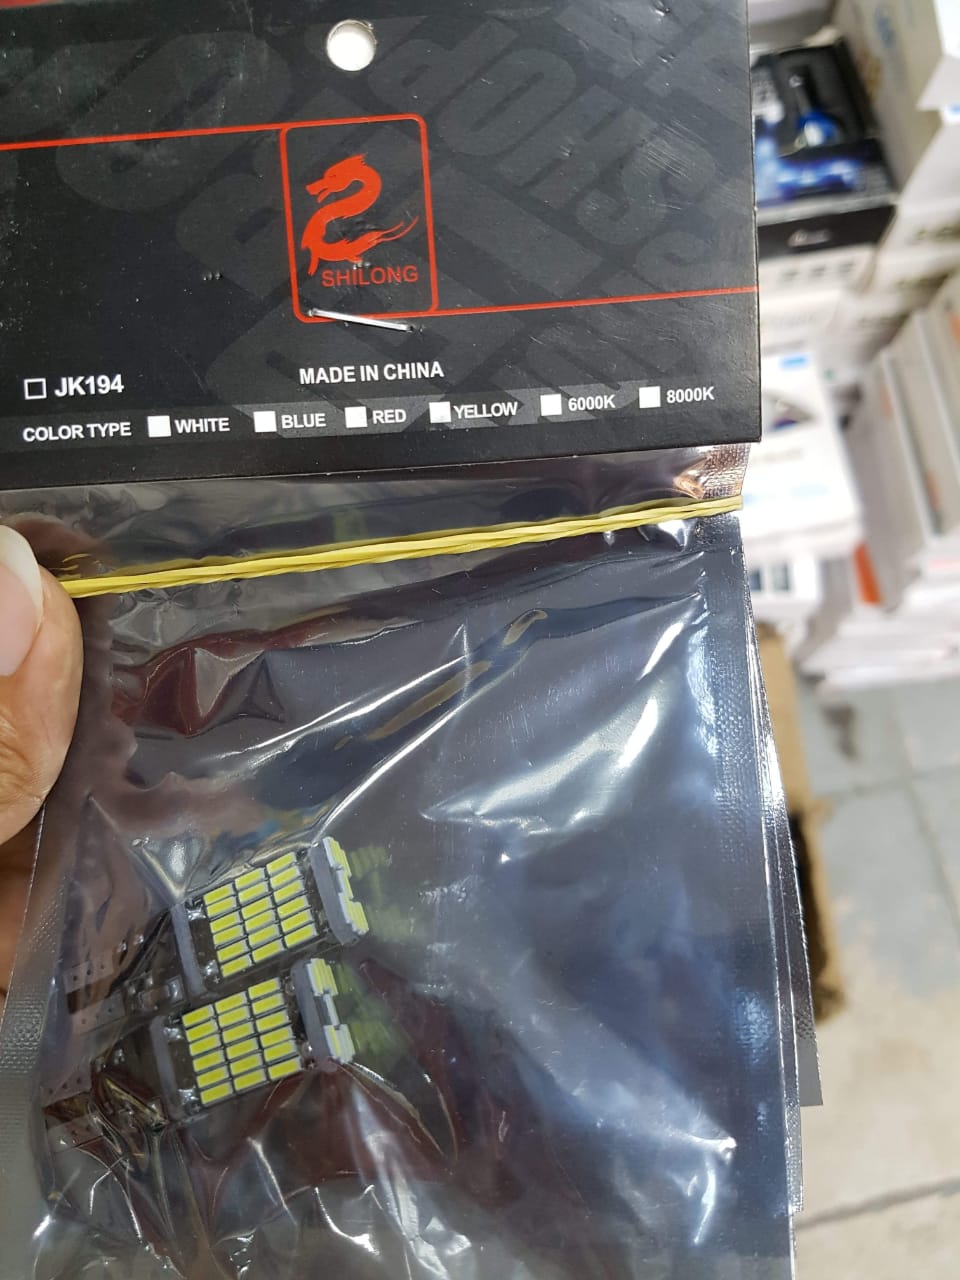 SHILONG
MADE IN CHINA
☐ JK194
COLOR TYPE ☐ WHITE ☐ BLUE ☐ RED ☐ YELLOW ☐ 6000K ☐ 8000K